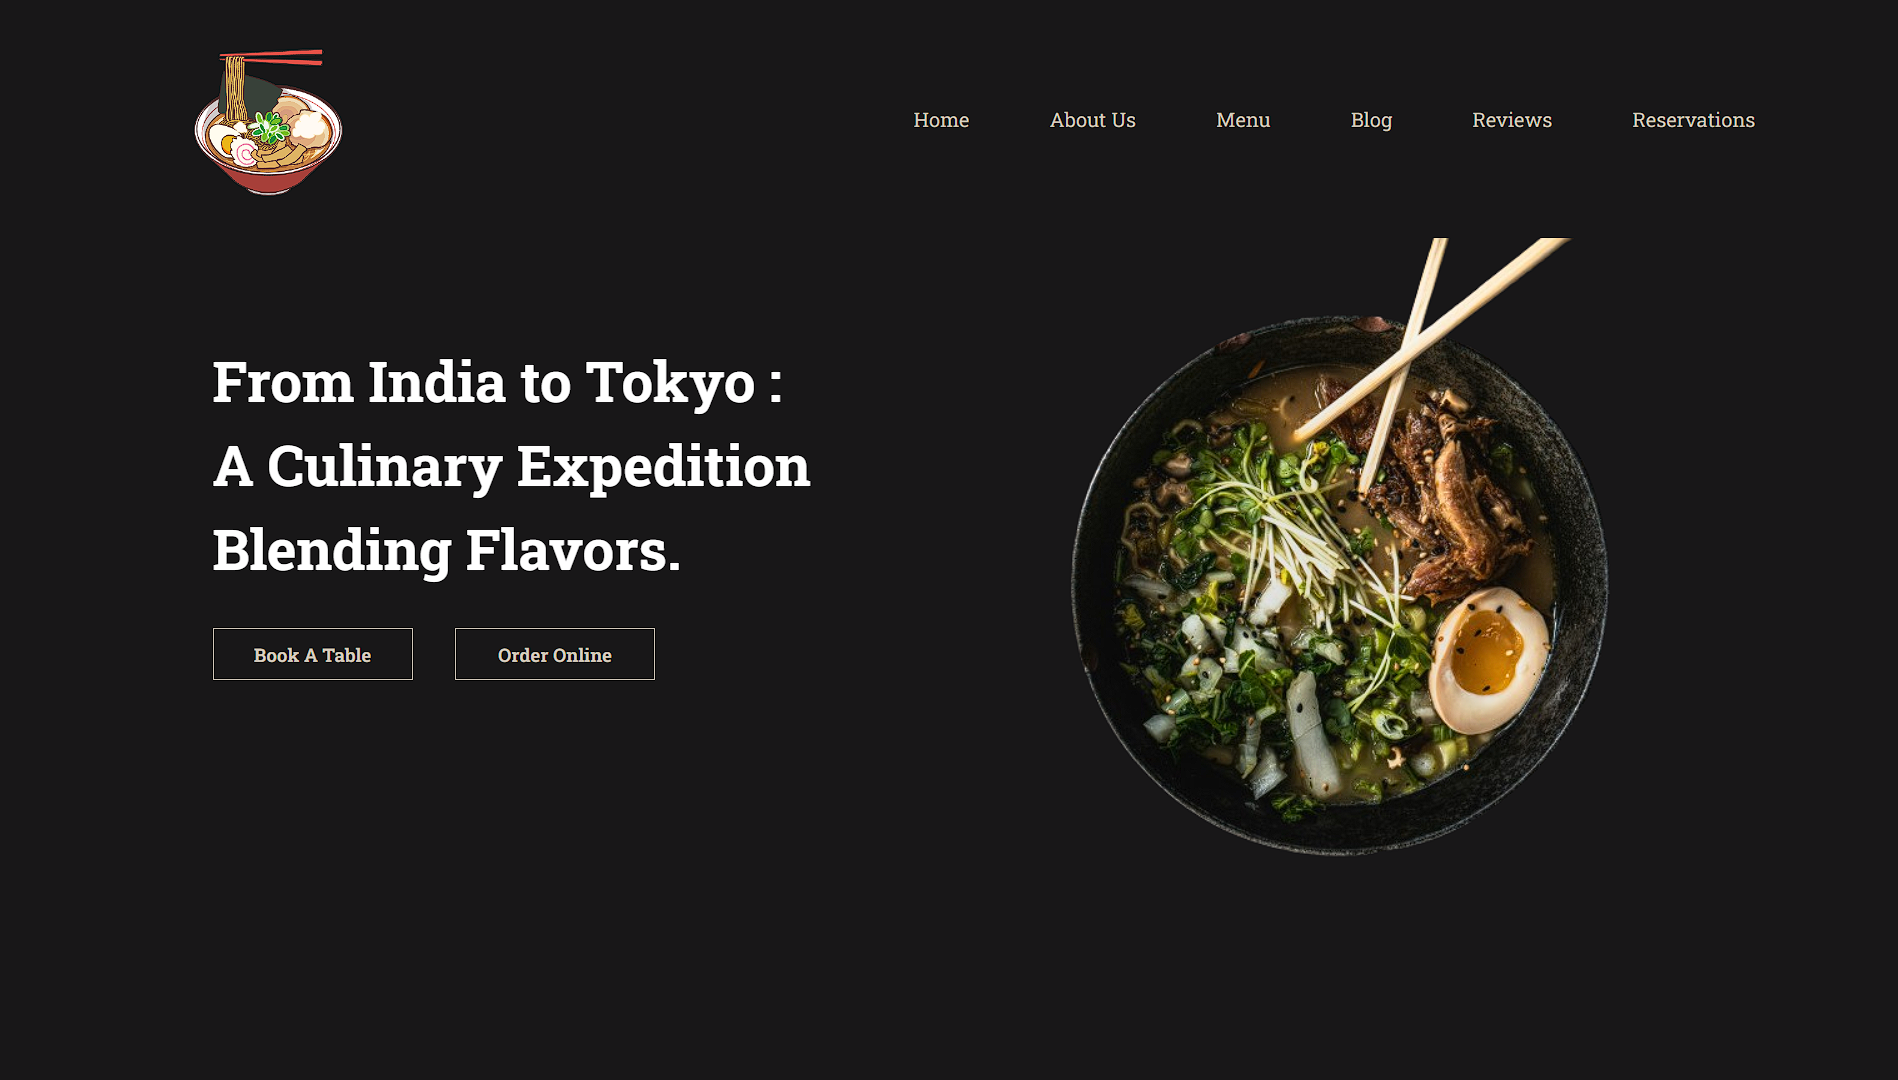 Home About Us Menu Blog Reviews Reservations
From India to Tokyo :
A Culinary Expedition
Blending Flavors.
Book A Table Order Online